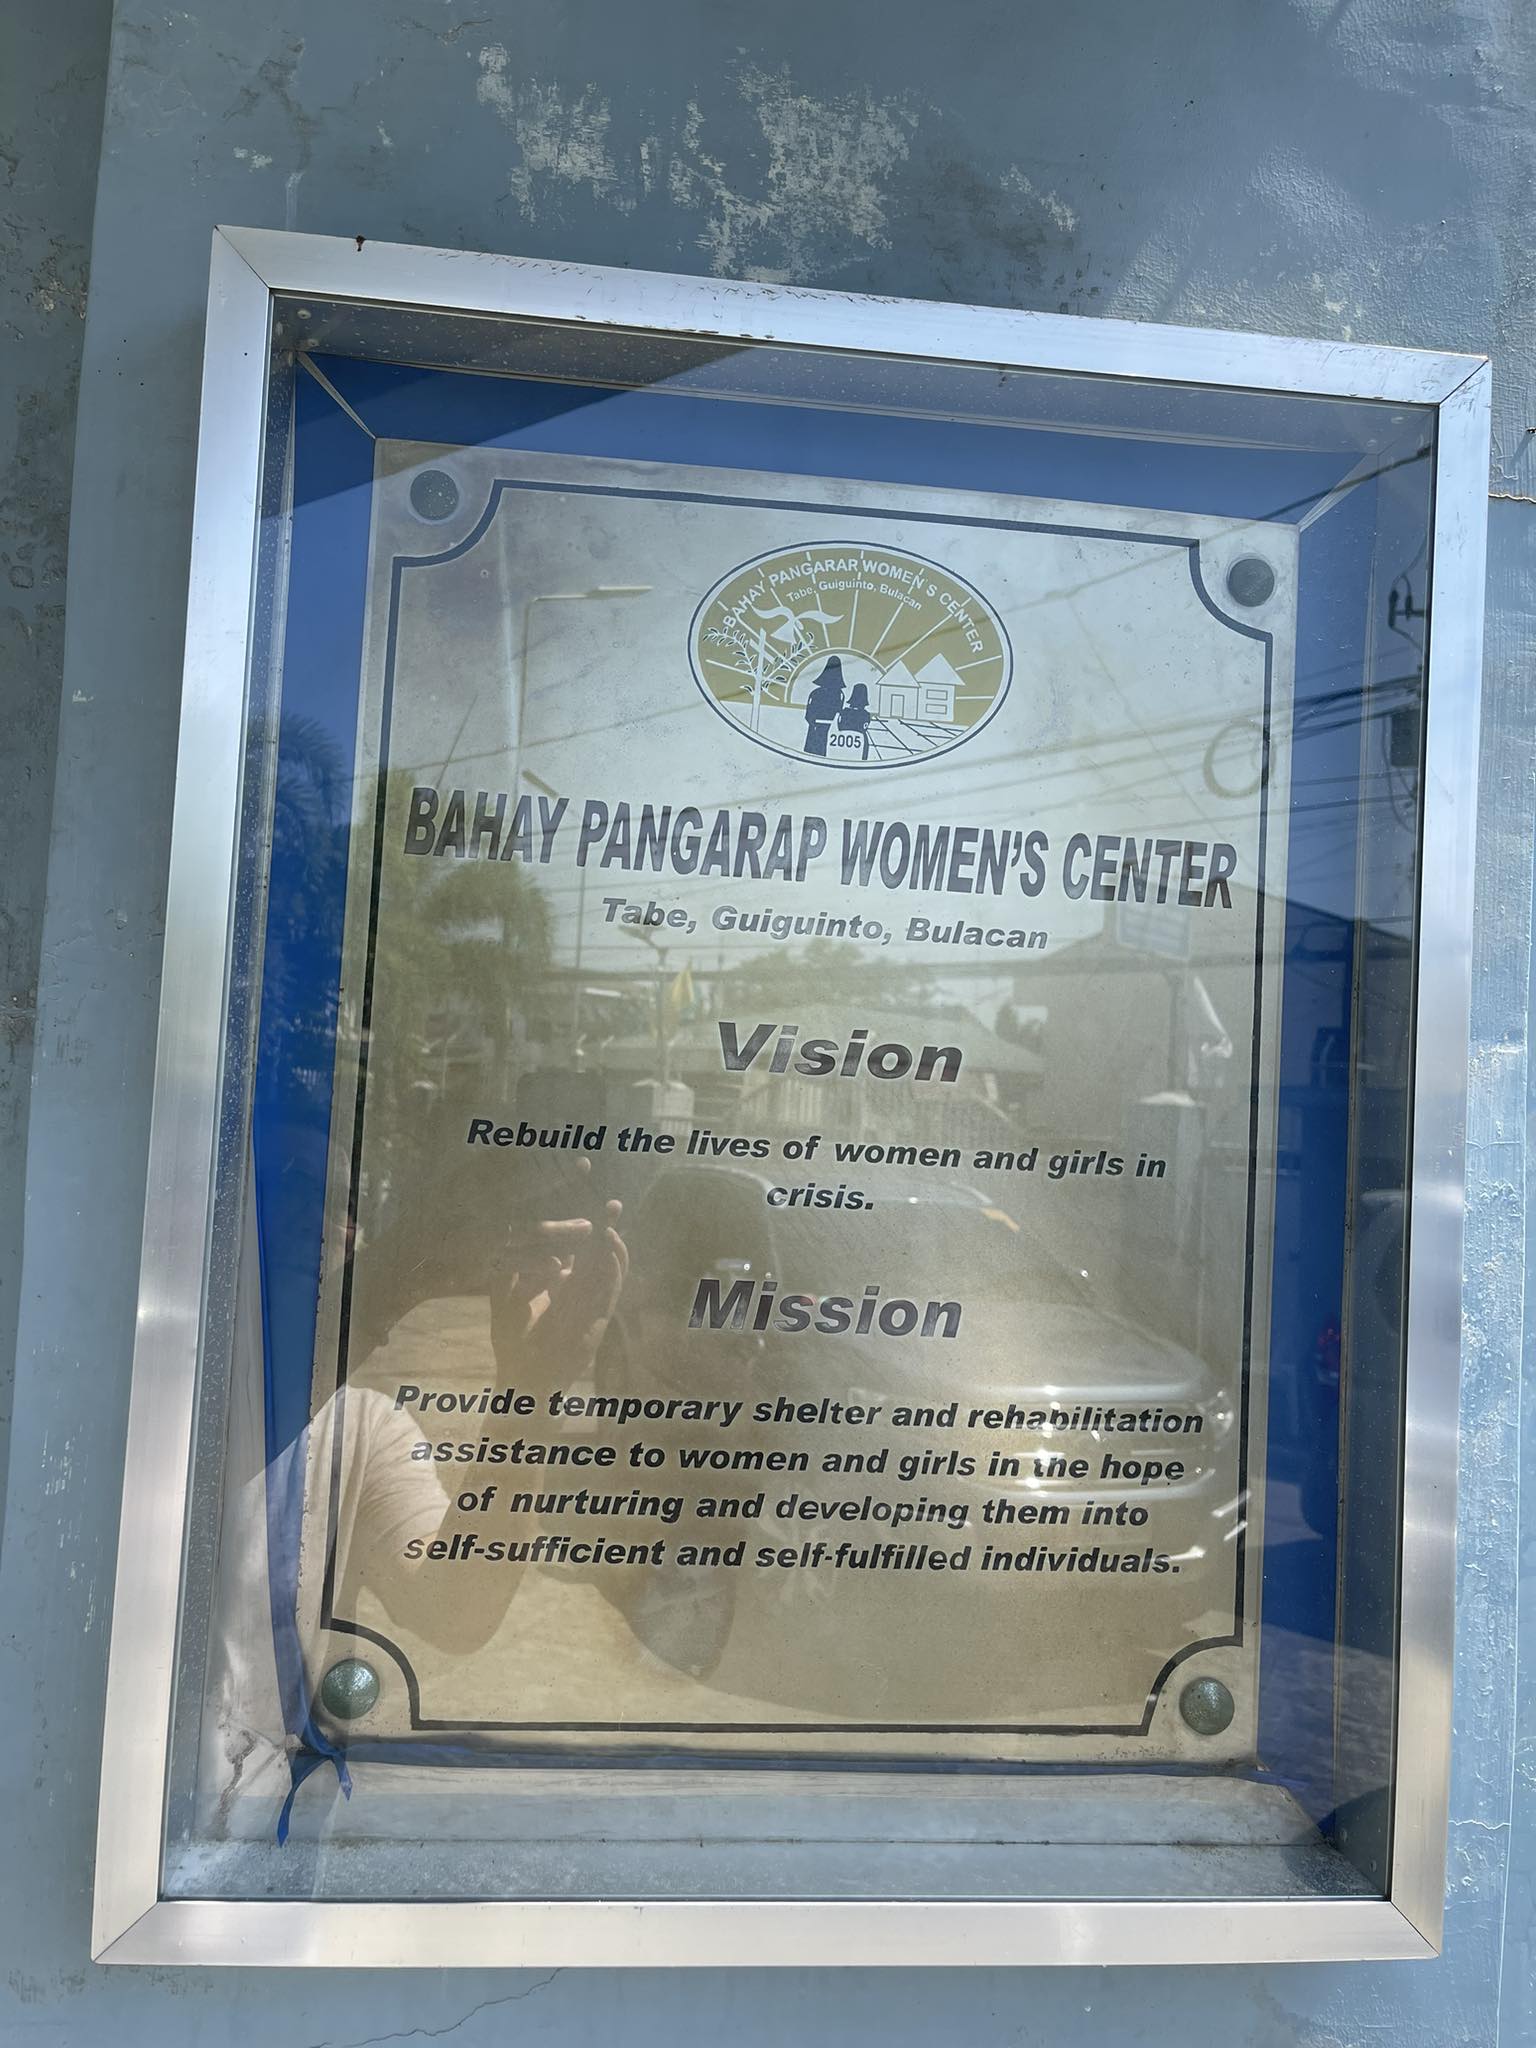 BAHAY PANGARAP WOMEN'S CENTER
Tabe, Guiguinto, Bulacan
2005
BAHAY PANGARAP WOMEN'S CENTER
Tabe, Guiguinto, Bulacan
Vision
Rebuild the lives of women and girls in
crisis.
Mission
Provide temporary shelter and rehabilitation
assistance to women and girls in the hope
of nurturing and developing them into
self-sufficient and self-fulfilled individuals.